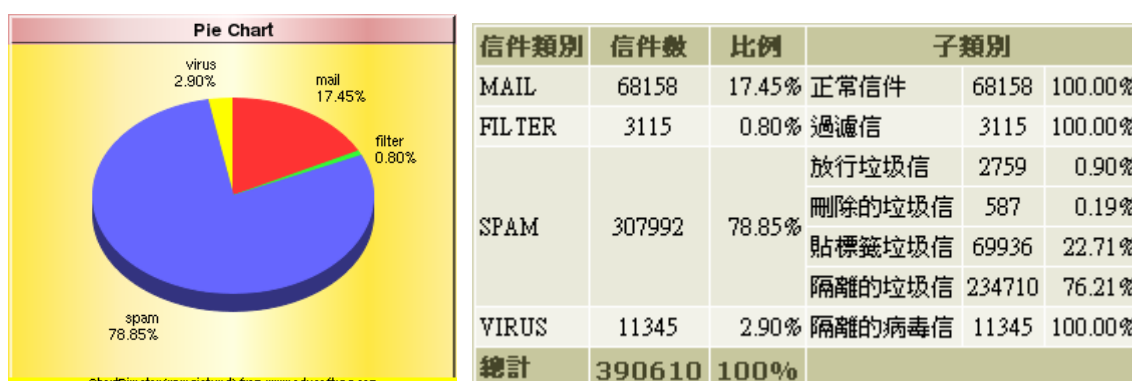 Pie Chart
virus
2.90%
mail
17.45%
filter
0.80%
spam
78.85%
信件類別 信件數 比例 子類別
MAIL 68158 17.45% 正常信件 68158 100.00%
FILTER 3115 0.80% 過濾信 3115 100.00%
SPAM 307992 78.85% 放行垃圾信 2759 0.90%
刪除的垃圾信 587 0.19%
貼標籤垃圾信 69936 22.71%
隔離的垃圾信 234710 76.21%
VIRUS 11345 2.90% 隔離的病毒信 11345 100.00%
總計 390610 100%